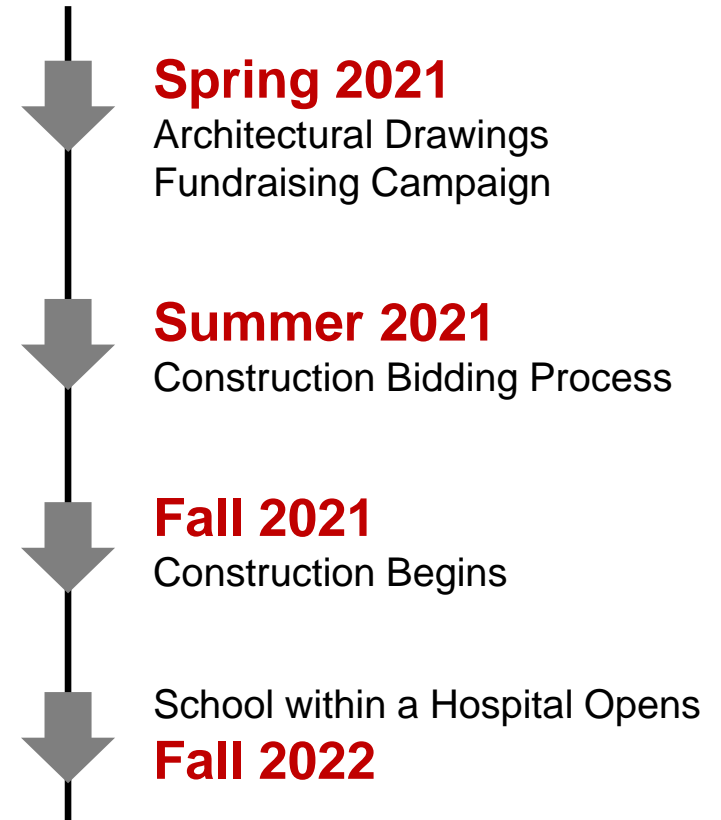 Spring 2021
Architectural Drawings
Fundraising Campaign
Summer 2021
Construction Bidding Process
Fall 2021
Construction Begins
School within a Hospital Opens
Fall 2022